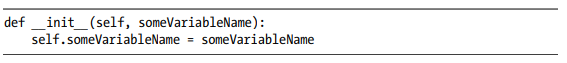 def __init__(self, someVariableName):
    self.someVariableName = someVariableName